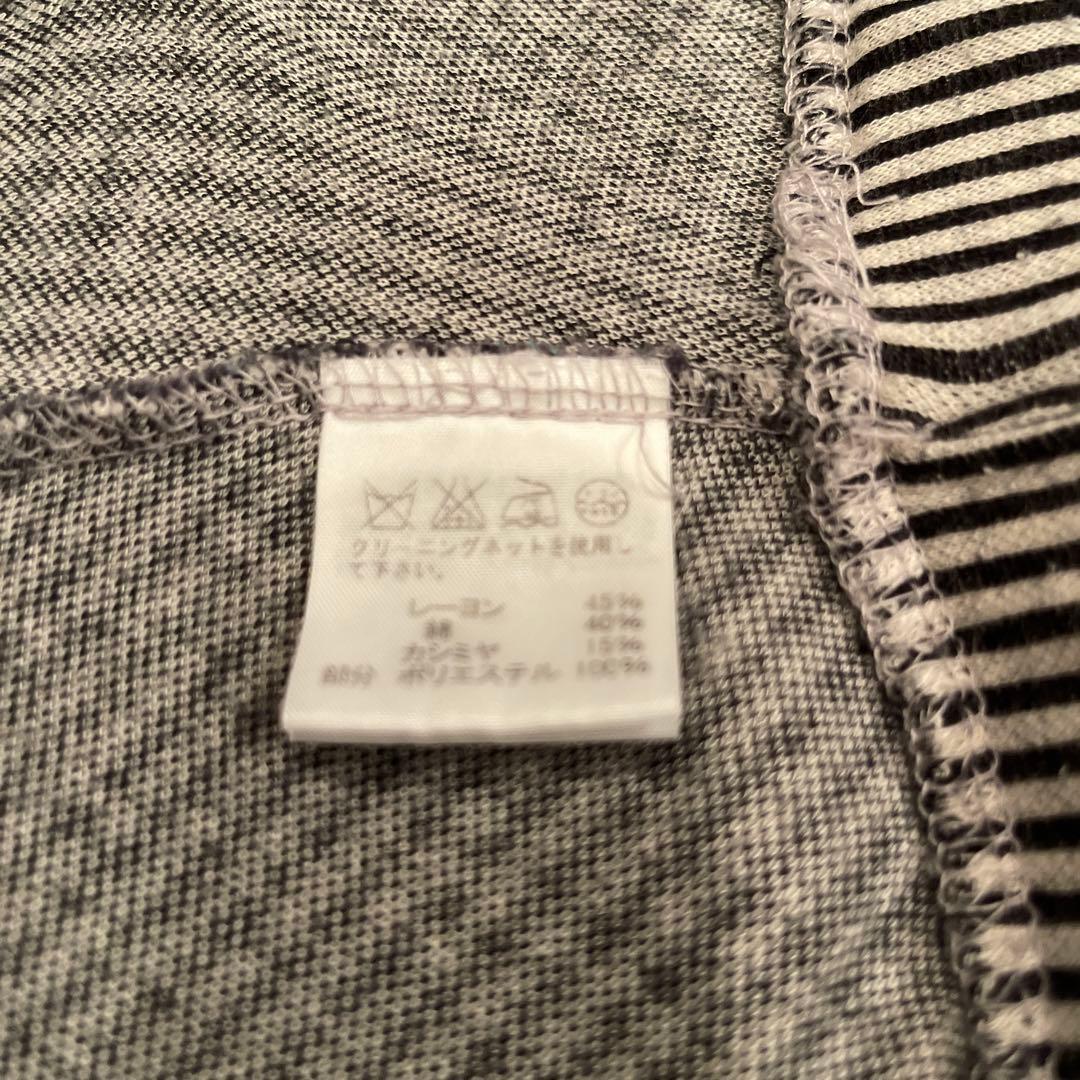 クリーニングネットを使用し
て下さい。
レーヨン 45%
綿 40%
カシミヤ 15%
部分 ポリエステル 100%